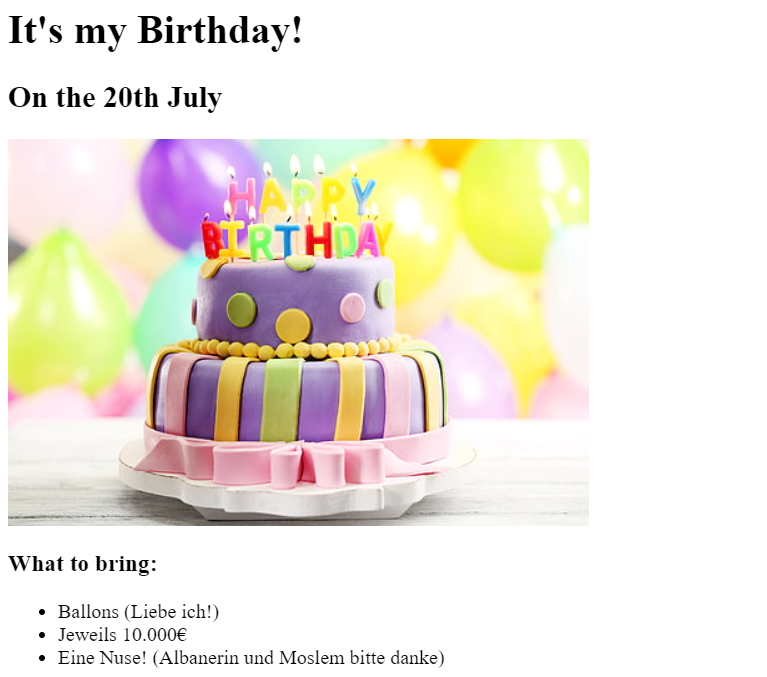 It's my Birthday!
On the 20th July
HAPPY
BIRTHDAY
What to bring:
Ballons (Liebe ich!)
Jeweils 10.000€
Eine Nuse! (Albanerin und Moslem bitte danke)